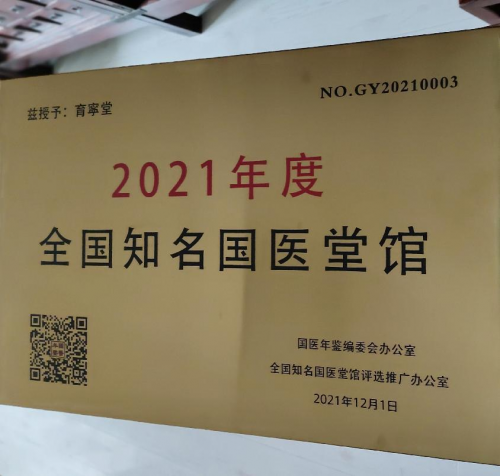 NO.GY20210003
兹授予：育寜堂
2021年度
全国知名国医堂馆
国医年鉴编委会办公室
全国知名国医堂馆评选推广办公室
2021年12月1日